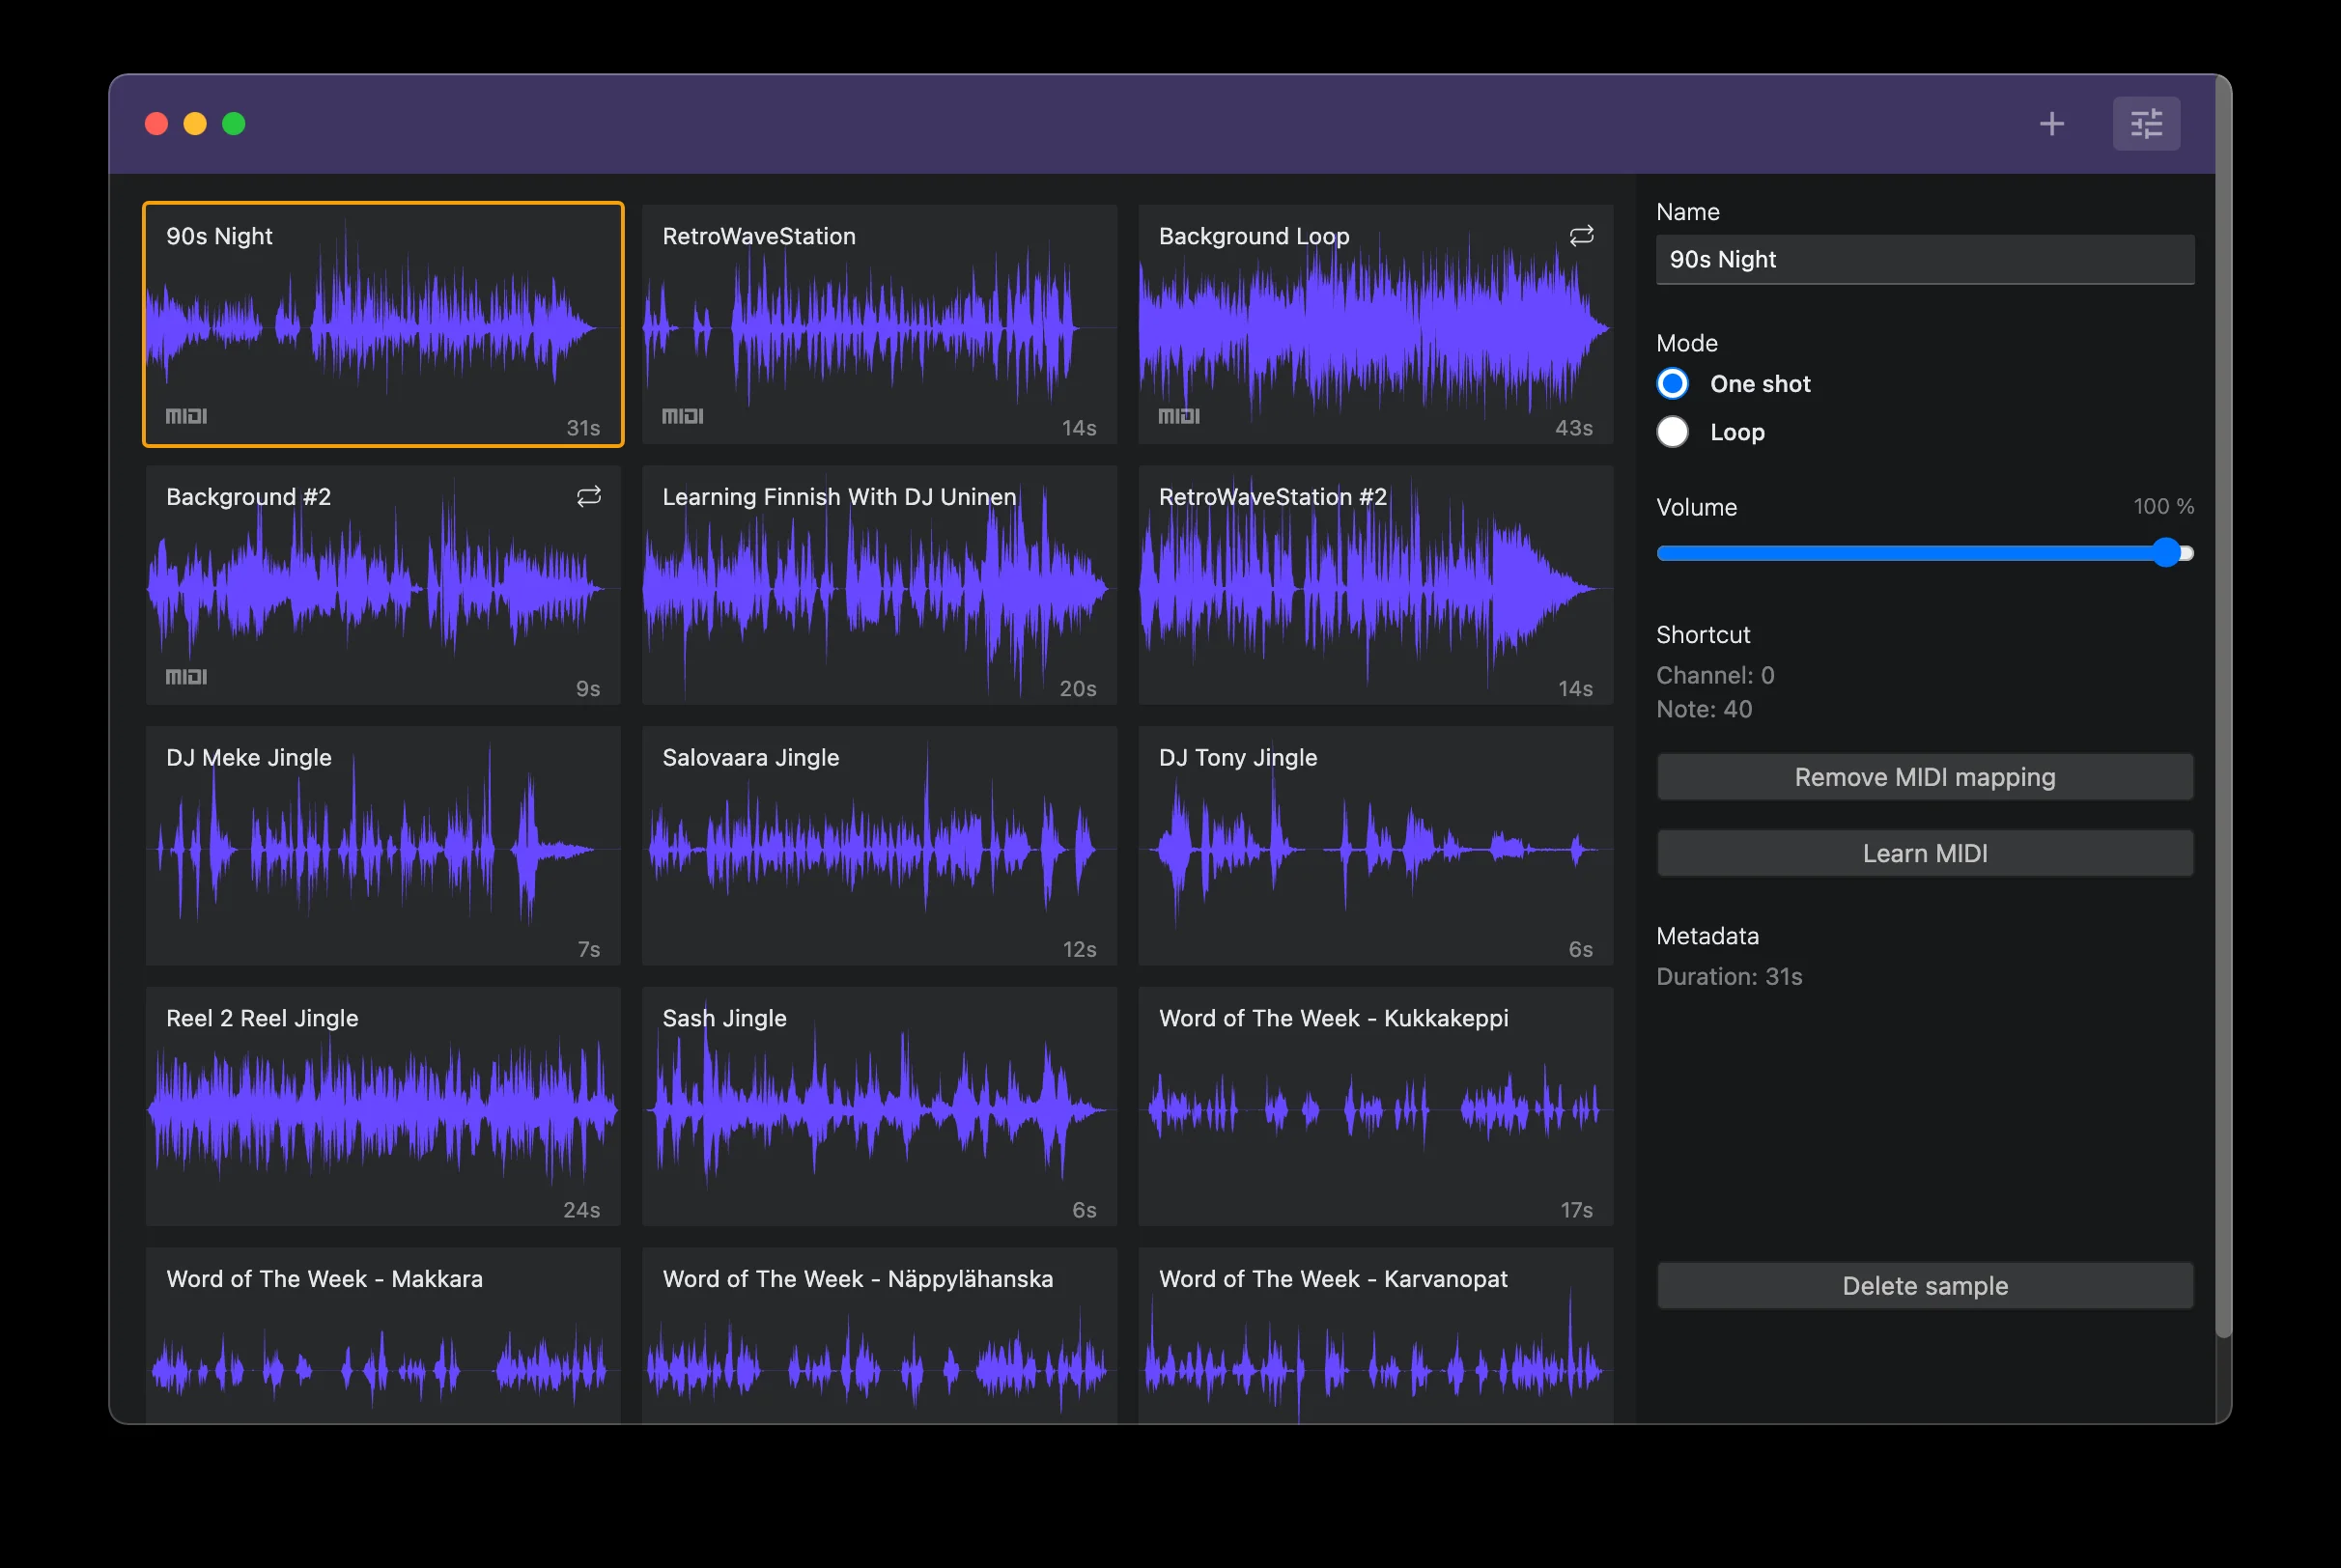 90s Night
MIDI
31s
RetroWaveStation
MIDI
14s
Background Loop
MIDI
43s
Background #2
MIDI
9s
Learning Finnish With DJ Uninen
20s
RetroWaveStation #2
14s
DJ Meke Jingle
7s
Salovaara Jingle
12s
DJ Tony Jingle
6s
Reel 2 Reel Jingle
24s
Sash Jingle
6s
Word of The Week - Kukkakeppi
17s
Word of The Week - Makkara
Word of The Week - Näppylähanska
Word of The Week - Karvanopat
Name
90s Night
Mode
One shot
Loop
Volume
100 %
Shortcut
Channel: 0
Note: 40
Remove MIDI mapping
Learn MIDI
Metadata
Duration: 31s
Delete sample